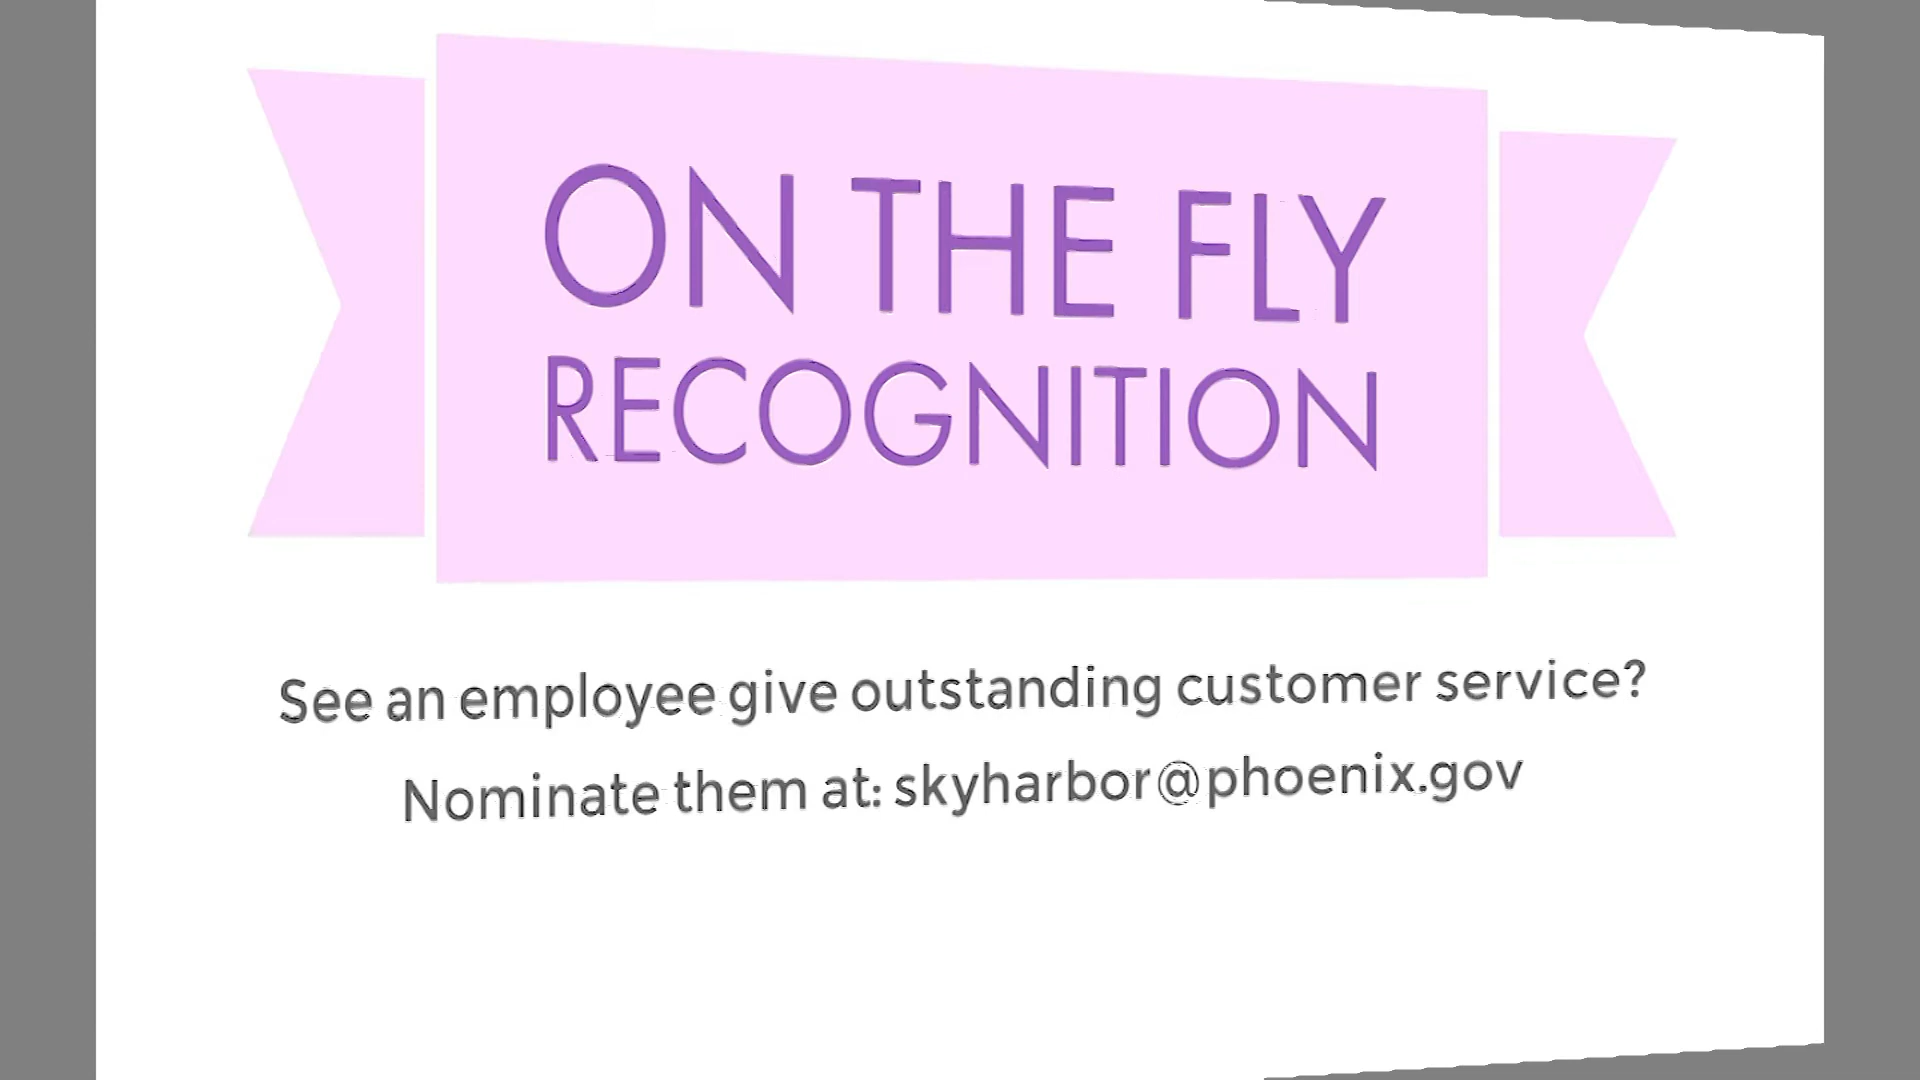 ON THE FLY
RECOGNITION
See an employee give outstanding customer service?
Nominate them at: skyharbor@phoenix.gov